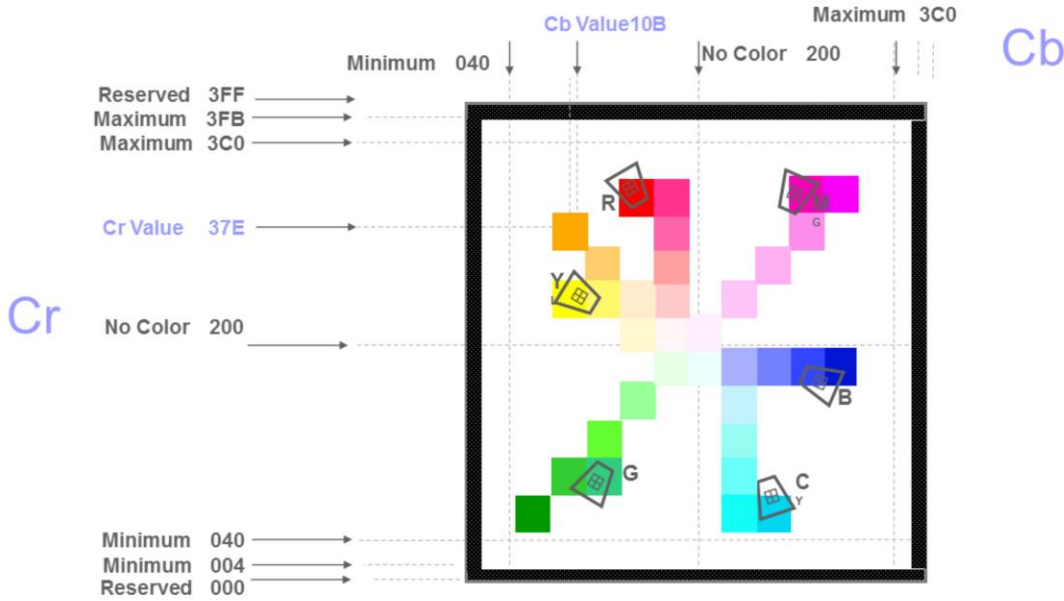 Maximum 3C0
Cb Value10B
Cb
No Color 200
Minimum 040
Reserved 3FF
Maximum 3FB
Maximum 3C0
R
M
G
Cr Value 37E
Y
L
Cr
No Color 200
B
G
C
Y
Minimum 040
Minimum 004
Reserved 000